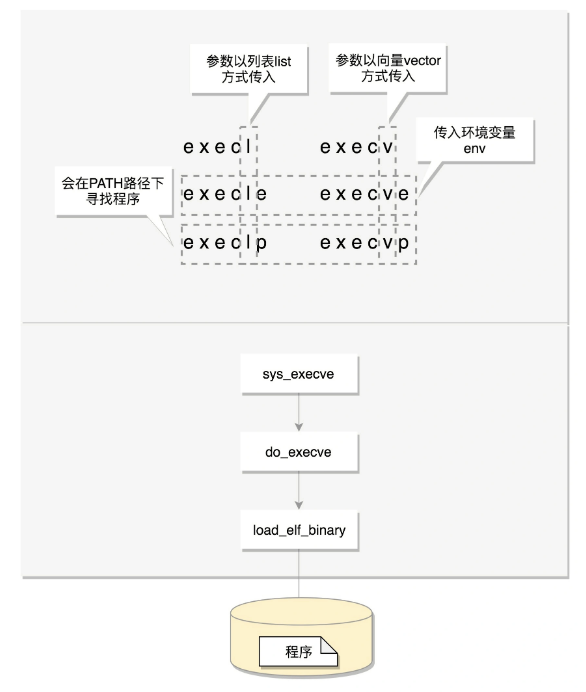 参数以列表list
方式传入
参数以向量vector
方式传入
execl
execv
传入环境变量
env
会在PATH路径下
寻找程序
execle
execve
execlp
execvp
sys_execve
do_execve
load_elf_binary
程序